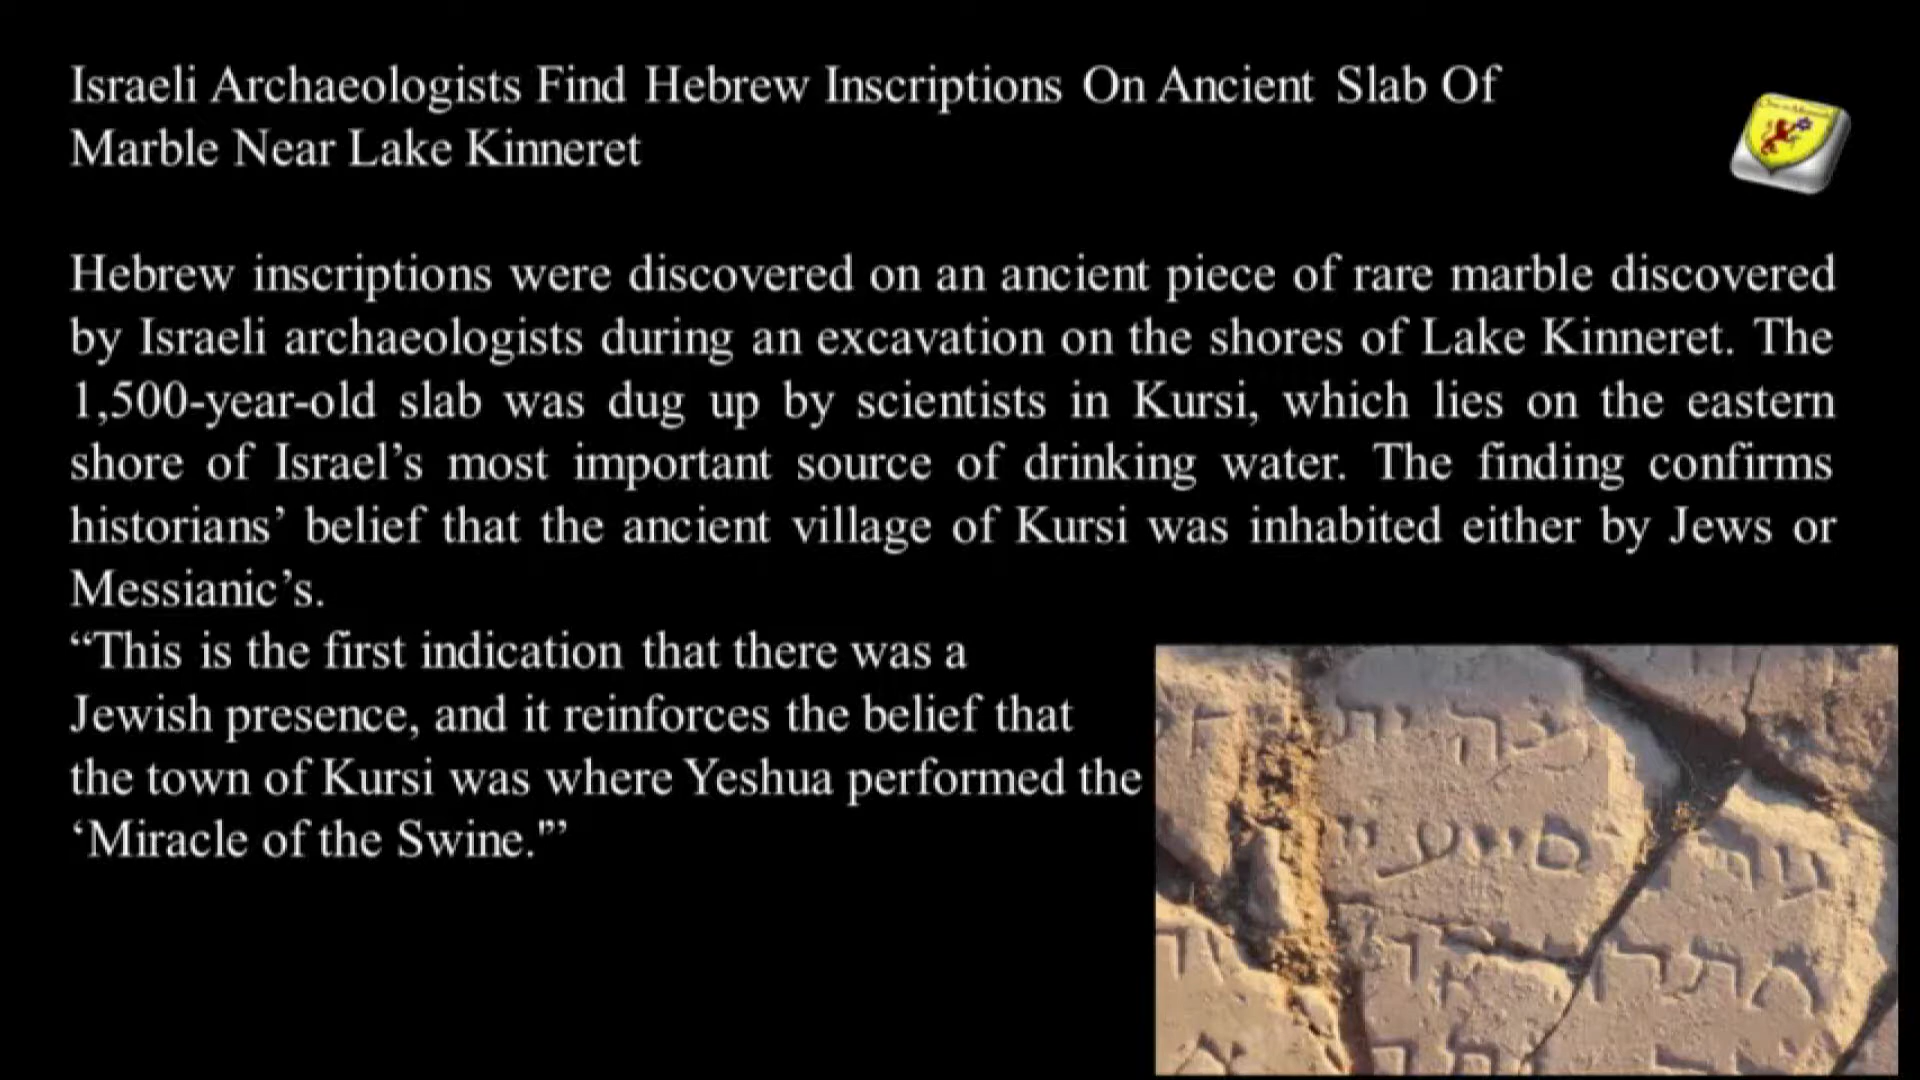 Israeli Archaeologists Find Hebrew Inscriptions On Ancient Slab Of
Marble Near Lake Kinneret
Hebrew inscriptions were discovered on an ancient piece of rare marble discovered
by Israeli archaeologists during an excavation on the shores of Lake Kinneret. The
1,500-year-old slab was dug up by scientists in Kursi, which lies on the eastern
shore of Israel’s most important source of drinking water. The finding confirms
historians’ belief that the ancient village of Kursi was inhabited either by Jews or
Messianic’s.
“This is the first indication that there was a
Jewish presence, and it reinforces the belief that
the town of Kursi was where Yeshua performed the
‘Miracle of the Swine."’